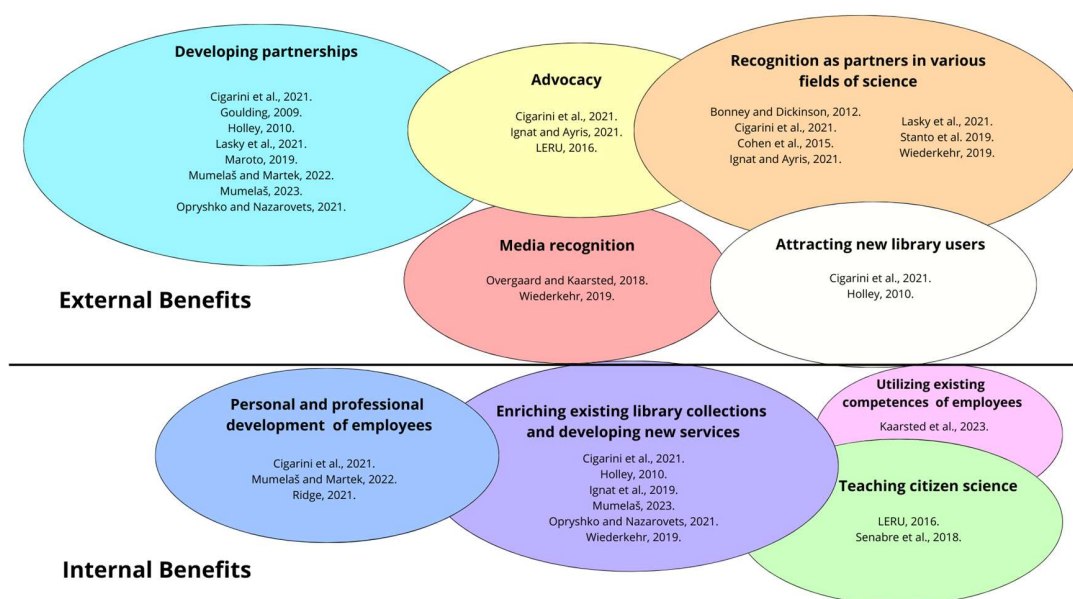 Developing partnerships
Cigarini et al., 2021.
Goulding, 2009.
Holley, 2010.
Lasky et al., 2021.
Maroto, 2019.
Mumelaš and Martek, 2022.
Mumelaš, 2023.
Opryshko and Nazarovets, 2021.
Advocacy
Cigarini et al., 2021.
Ignat and Ayris, 2021.
LERU, 2016.
Recognition as partners in various
fields of science
Bonney and Dickinson, 2012.
Cigarini et al., 2021.
Cohen et al., 2015.
Ignat and Ayris, 2021.
Lasky et al., 2021.
Stanto et al. 2019.
Wiederkehr, 2019.
Media recognition
Overgaard and Kaarsted, 2018.
Wiederkehr, 2019.
Attracting new library users
Cigarini et al., 2021.
Holley, 2010.
External Benefits
Personal and professional
development of employees
Cigarini et al., 2021.
Mumelaš and Martek, 2022.
Ridge, 2021.
Enriching existing library collections
and developing new services
Cigarini et al., 2021.
Holley, 2010.
Ignat et al., 2019.
Mumelaš, 2023.
Opryshko and Nazarovets, 2021.
Wiederkehr, 2019.
Utilizing existing
competences of employees
Kaarsted et al., 2023.
Teaching citizen science
LERU, 2016.
Senabre et al., 2018.
Internal Benefits